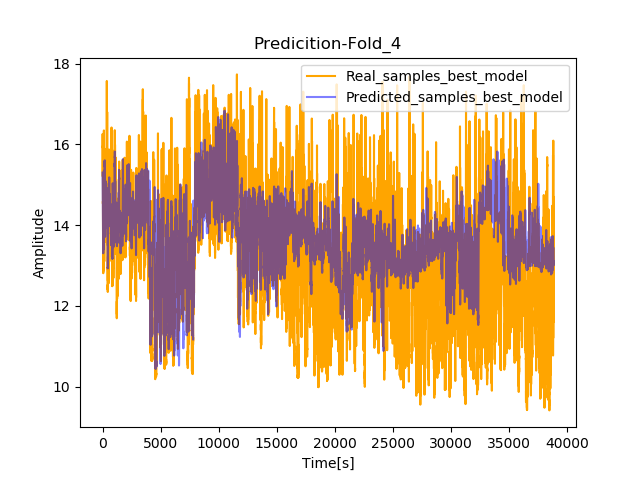 Predicition-Fold_4
Real_samples_best_model
Predicted_samples_best_model
18
16
14
12
10
Amplitude
0 5000 10000 15000 20000 25000 30000 35000 40000
Time[s]